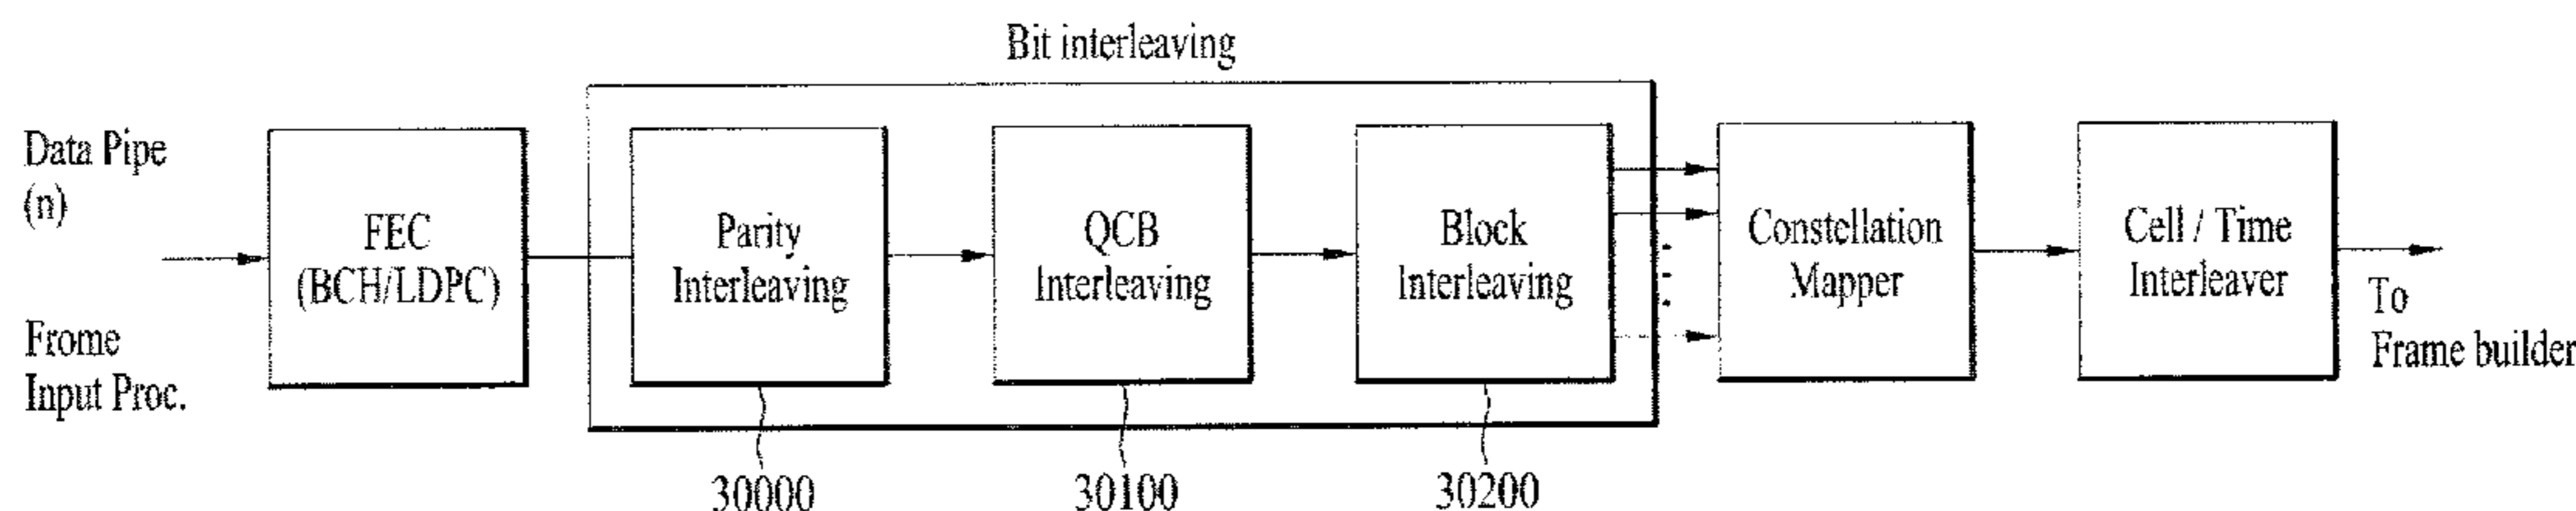 Bit interleaving
Data Pipe
(n)
Frome
Input Proc.
FEC
(BCH/LDPC)
Parity
Interleaving
QCB
Interleaving
Block
Interleaving
Constellation
Mapper
Cell / Time
Interleaver
To
Frame builder
30000
30100
30200